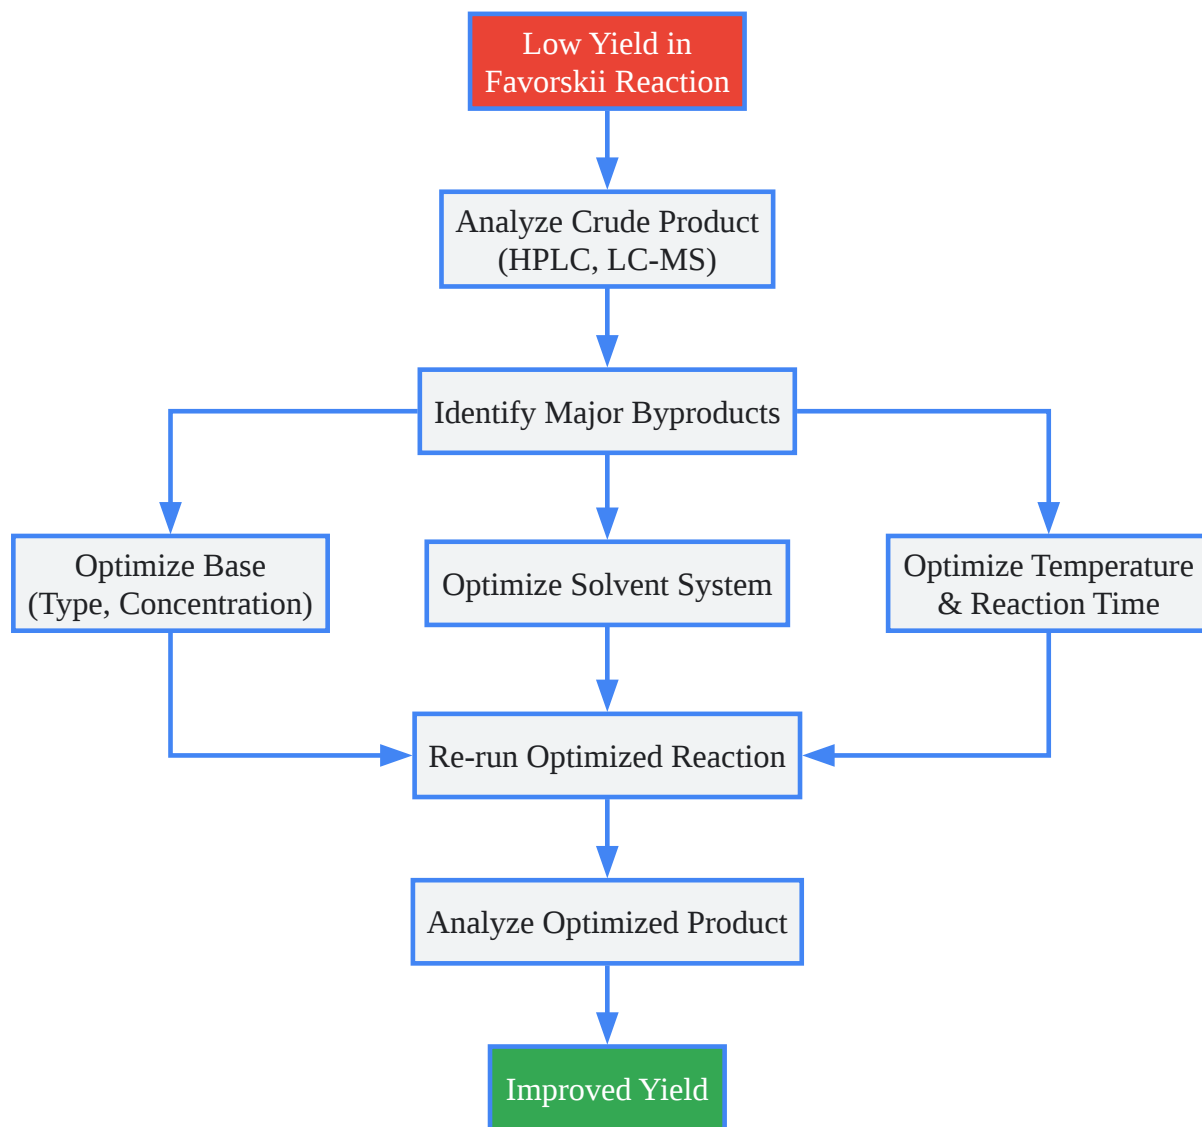 Low Yield in
Favorskii Reaction
Analyze Crude Product
(HPLC, LC-MS)
Identify Major Byproducts
Optimize Base
(Type, Concentration)
Optimize Solvent System
Optimize Temperature
& Reaction Time
Re-run Optimized Reaction
Analyze Optimized Product
Improved Yield